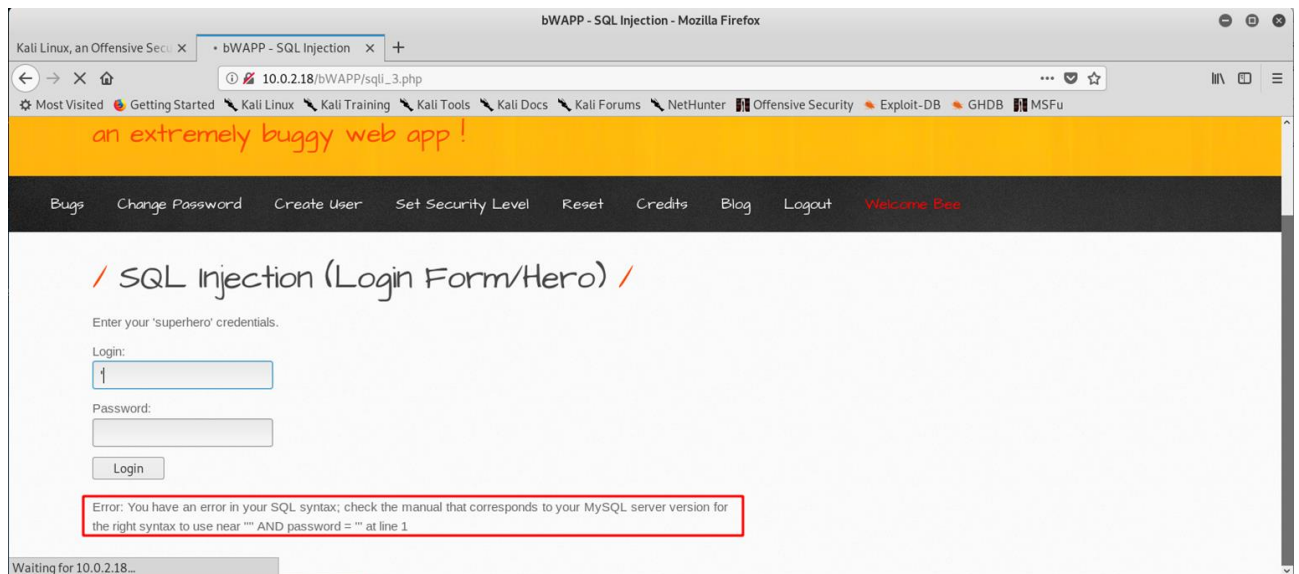 bWAPP - SQL Injection - Mozilla Firefox
Kali Linux, an Offensive Secu
• bWAPP - SQL Injection
10.0.2.18/bWAPP/sqli_3.php
Most Visited Getting Started Kali Linux Kali Training Kali Tools Kali Docs Kali Forums NetHunter Offensive Security Exploit-DB GHDB MSFu
an extremely buggy web app !
Bugs Change Password Create User Set Security Level Reset Credits Blog Logout Welcome Bee
/ SQL Injection (Login Form/Hero) /
Enter your 'superhero' credentials.
Login:
'
Password:
Login
Error: You have an error in your SQL syntax; check the manual that corresponds to your MySQL server version for
the right syntax to use near ''' AND password = '' at line 1
Waiting for 10.0.2.18...